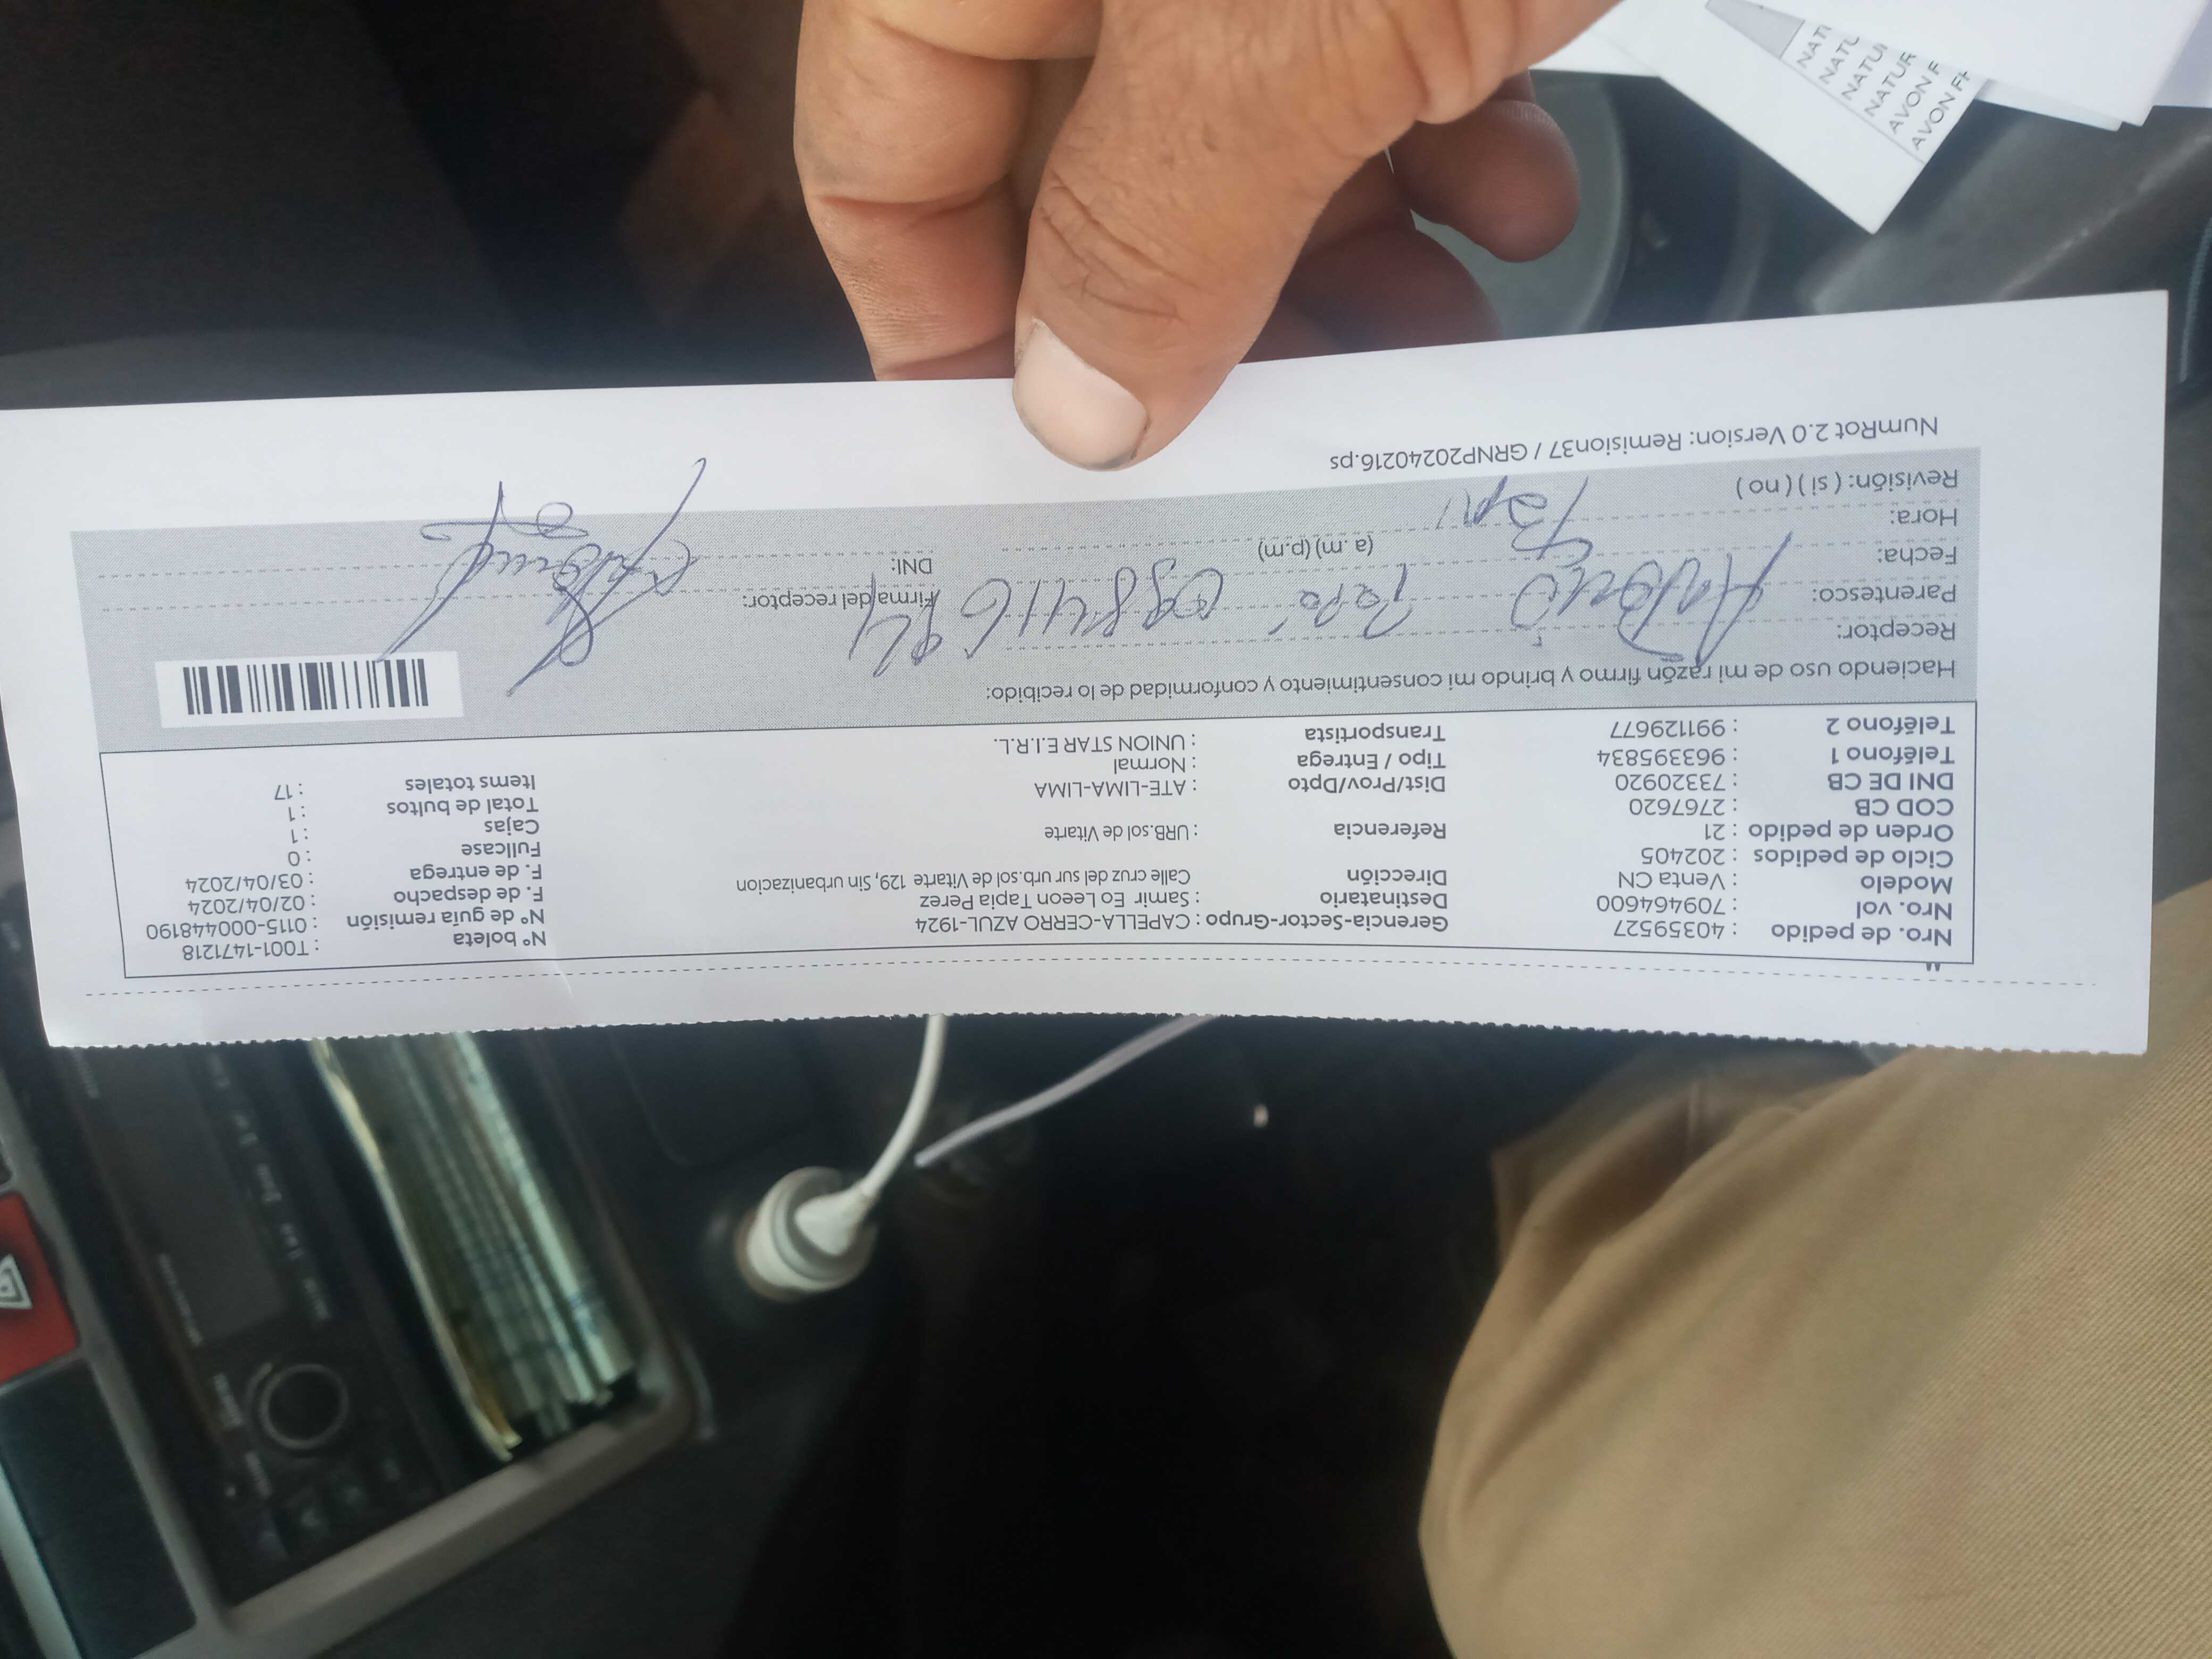 Nro. de pedido : 40359527
Nro. vol : 709464600
Modelo : Venta CN
Ciclo de pedidos : 202405
Orden de pedido : 21
COD CB : 2767620
DNI DE CB : 73320920
Teléfono 1 : 963395834
Teléfono 2 : 991129677
Gerencia-Sector-Grupo : CAPELLA-CERRO AZUL-1924
Destinatario : Samir Eo Leeon Tapia Perez
Dirección Calle cruz del sur urb.sol de Vitarte 129, Sin urbanizacion
Referencia : URB.sol de Vitarte
Dist/Prov/Dpto : ATE-LIMA-LIMA
Tipo / Entrega : Normal
Transportista : UNION STAR E.I.R.L.
N° boleta : T001-1471218
N° de guía remisión : 0115-000448190
F. de despacho : 02/04/2024
F. de entrega : 03/04/2024
Fullcase : 0
Cajas : 1
Total de bultos : 1
Items totales : 17
Haciendo uso de mi razón firmo y brindo mi consentimiento y conformidad de lo recibido:
Receptor: Antonio Papá
Parentesco:
Fecha:
Hora: (a .m) (p.m)
Revisión: ( si ) ( no )
Firma del receptor:
DNI:
NumRot 2.0 Version: Remision37 / GRNP20240216.ps
NATUR
AVON F
AVON FR